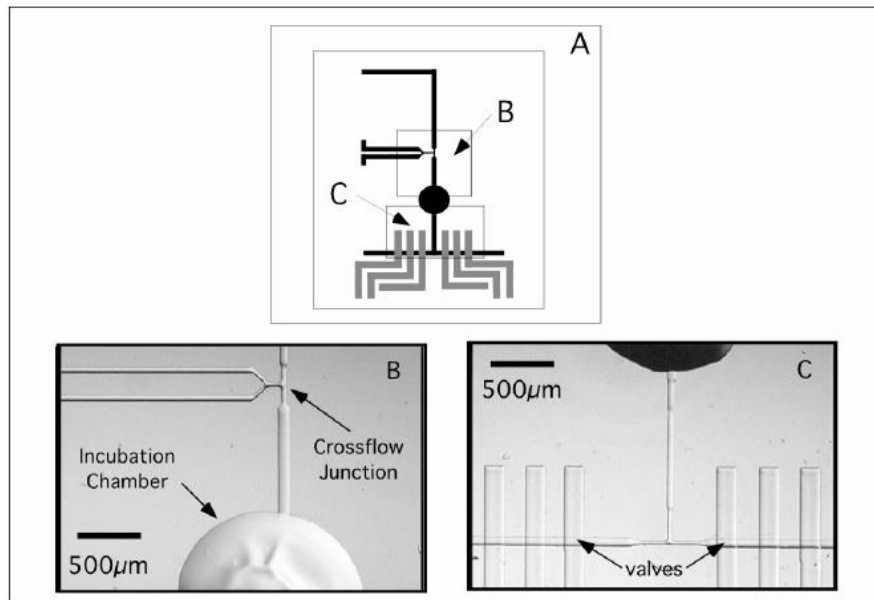 A
B
C
B
Incubation
Chamber
Crossflow
Junction
500µm
C
500µm
valves